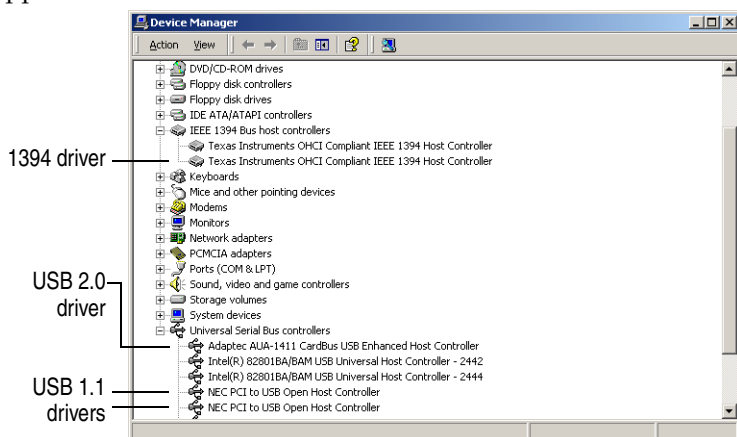 Device Manager
Action View
DVD/CD-ROM drives
Floppy disk controllers
Floppy disk drives
IDE ATA/ATAPI controllers
IEEE 1394 Bus host controllers
Texas Instruments OHCI Compliant IEEE 1394 Host Controller
1394 driver
Texas Instruments OHCI Compliant IEEE 1394 Host Controller
Keyboards
Mice and other pointing devices
Modems
Monitors
Network adapters
PCMCIA adapters
Ports (COM & LPT)
Sound, video and game controllers
Storage volumes
System devices
Universal Serial Bus controllers
USB 2.0
driver
Adaptec AUA-1411 CardBus USB Enhanced Host Controller
Intel(R) 82801BA/BAM USB Universal Host Controller - 2442
Intel(R) 82801BA/BAM USB Universal Host Controller - 2444
USB 1.1
drivers
NEC PCI to USB Open Host Controller
NEC PCI to USB Open Host Controller